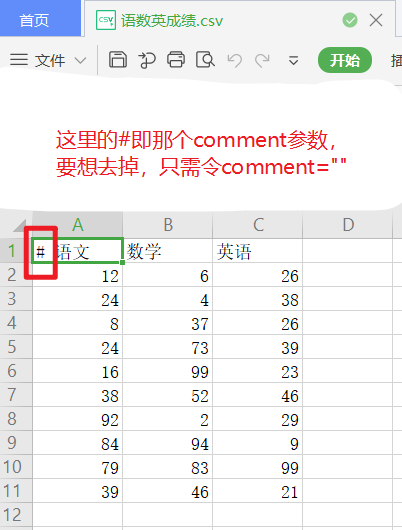 首页
CSV 语数英成绩.csv
文件 开始 插
这里的#即那个comment参数，
要想去掉，只需令comment=""
A B C D
1 # 语文 数学 英语
2 12 6 26
3 24 4 38
4 8 37 26
5 24 73 39
6 16 99 23
7 38 52 46
8 92 2 29
9 84 94 9
10 79 83 99
11 39 46 21
12